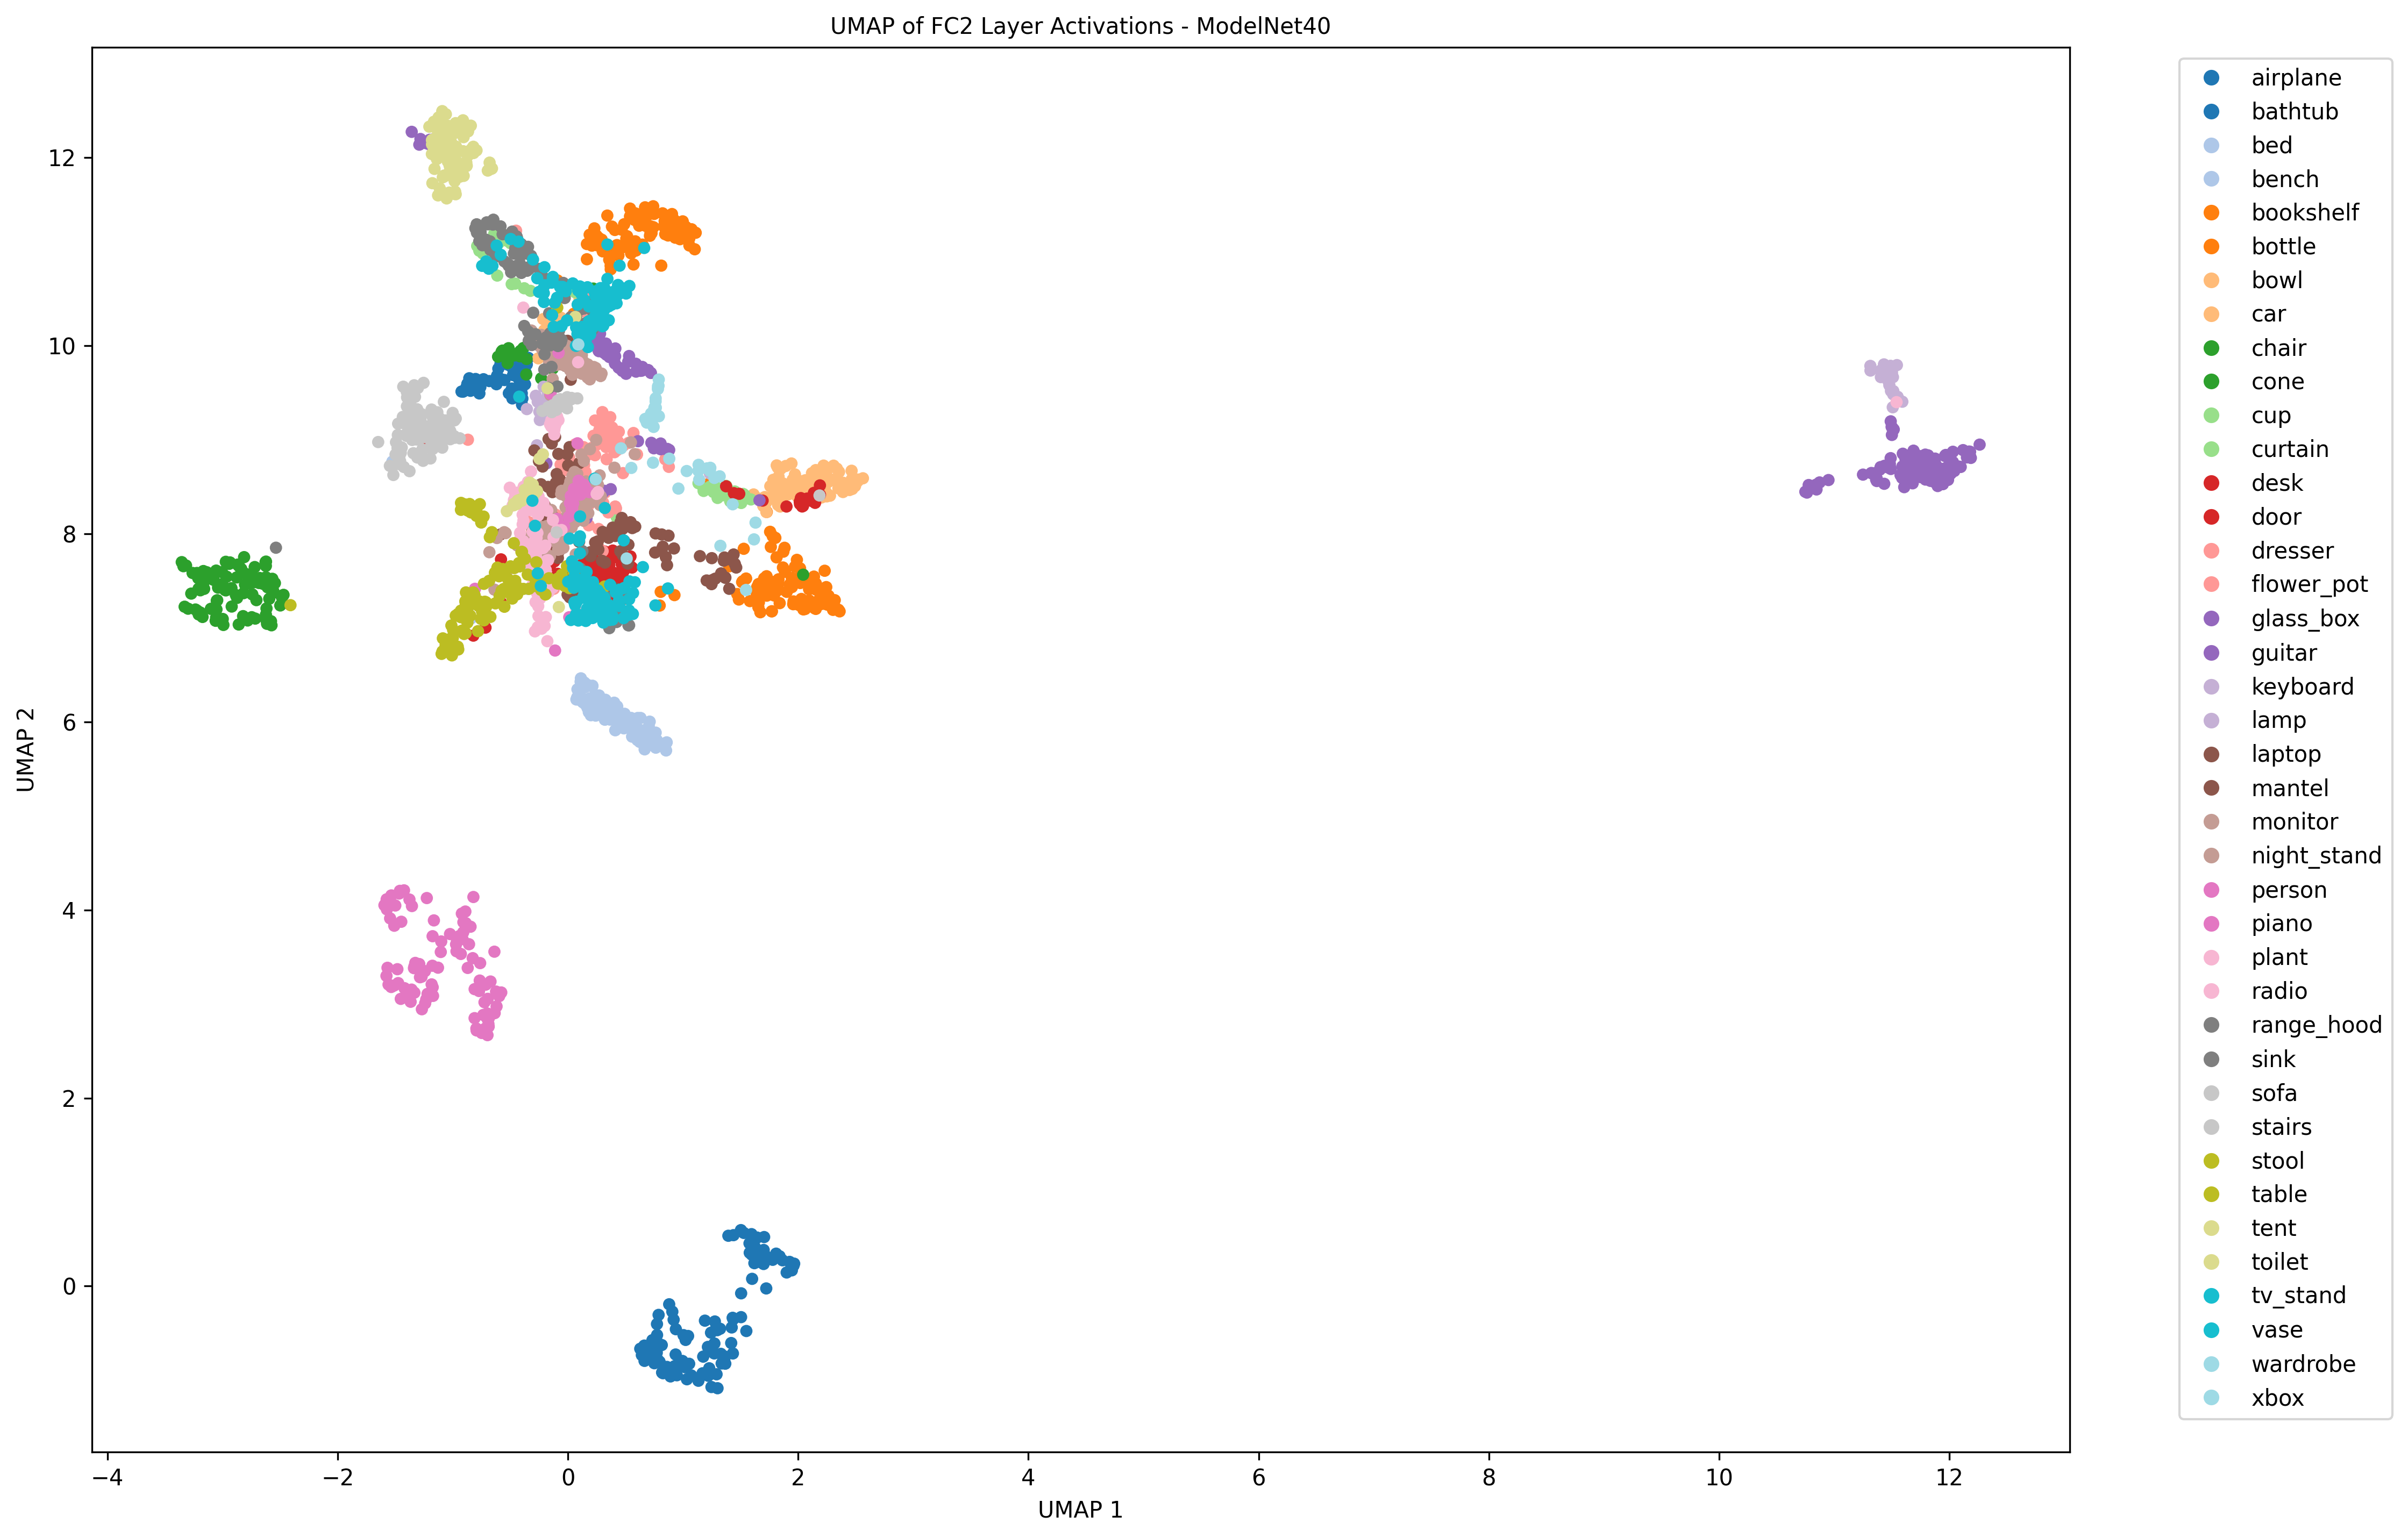 UMAP of FC2 Layer Activations - ModelNet40
12
10
8
6
4
2
0
UMAP 2
−4
−2
0
2
4
6
8
10
12
UMAP 1
airplane
bathtub
bed
bench
bookshelf
bottle
bowl
car
chair
cone
cup
curtain
desk
door
dresser
flower_pot
glass_box
guitar
keyboard
lamp
laptop
mantel
monitor
night_stand
person
piano
plant
radio
range_hood
sink
sofa
stairs
stool
table
tent
toilet
tv_stand
vase
wardrobe
xbox